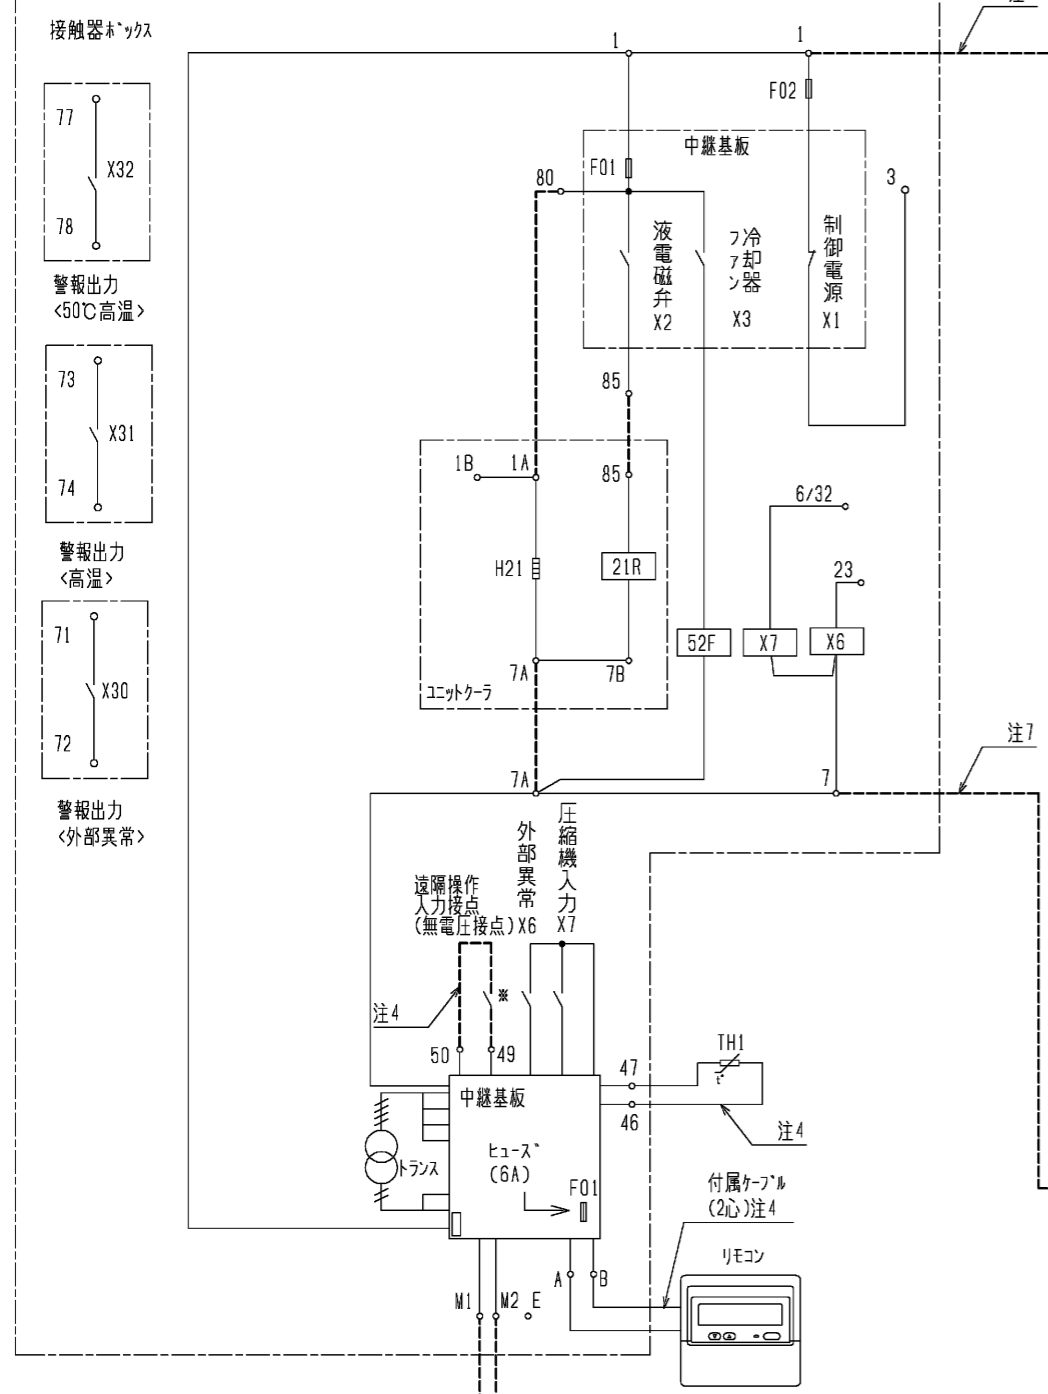 接触器ﾎﾞｯｸｽ
77
X32
78
警報出力
<50℃高温>
73
X31
74
警報出力
<高温>
71
X30
72
警報出力
<外部異常>
1
1
F02
中継基板
F01
80
3
液電磁弁
X2
冷却器
ファン
X3
制御電源
X1
85
1B
1A
85
6/32
H21
21R
23
52F
X7
X6
7A
7B
ﾕﾆｯﾄｸｰﾗ
7A
7
注7
外部異常
X6
圧縮機入力
X7
遠隔操作
入力接点
(無電圧接点)
※
注4
50
49
中継基板
47
TH1
t°
46
注4
トランス
ﾋｭｰｽﾞ
(6A)
F01
付属ｹｰﾌﾞﾙ
(2心)注4
ﾘﾓｺﾝ
A
B
M1
M2
E